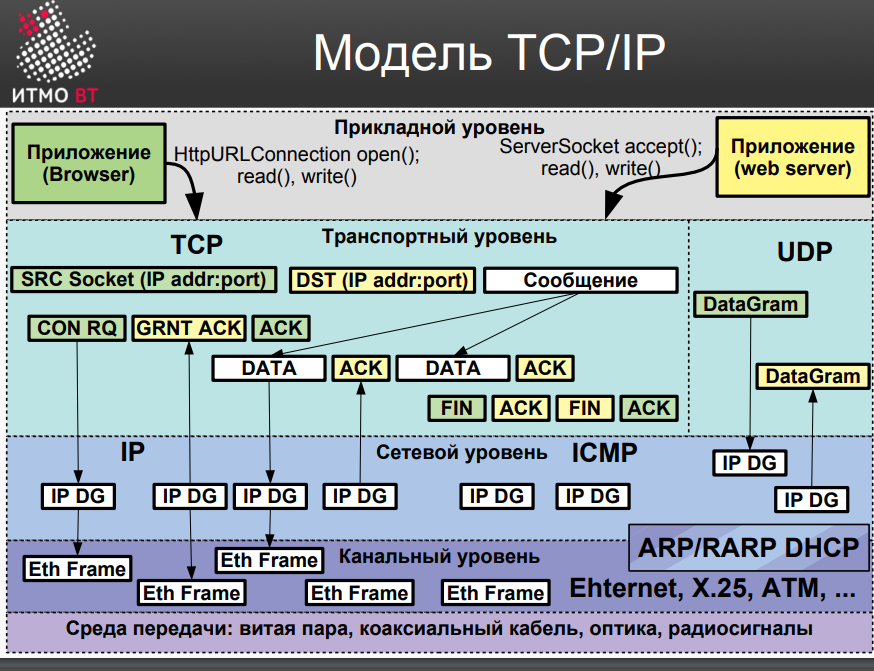 Модель TCP/IP
ИТМО ВТ
Прикладной уровень
Приложение
(Browser)
HttpURLConnection open();
read(), write()
ServerSocket accept();
read(), write()
Приложение
(web server)
TCP
Транспортный уровень
UDP
SRC Socket (IP addr:port)
DST (IP addr:port)
Сообщение
DataGram
CON RQ
GRNT ACK
ACK
DATA
ACK
DATA
ACK
DataGram
FIN
ACK
FIN
ACK
IP
Сетевой уровень
ICMP
IP DG
IP DG
IP DG
IP DG
IP DG
IP DG
IP DG
IP DG
ARP/RARP DHCP
Канальный уровень
Eth Frame
Eth Frame
Eth Frame
Eth Frame
Eth Frame
Ehternet, X.25, ATM, ...
Среда передачи: витая пара, коаксиальный кабель, оптика, радиосигналы